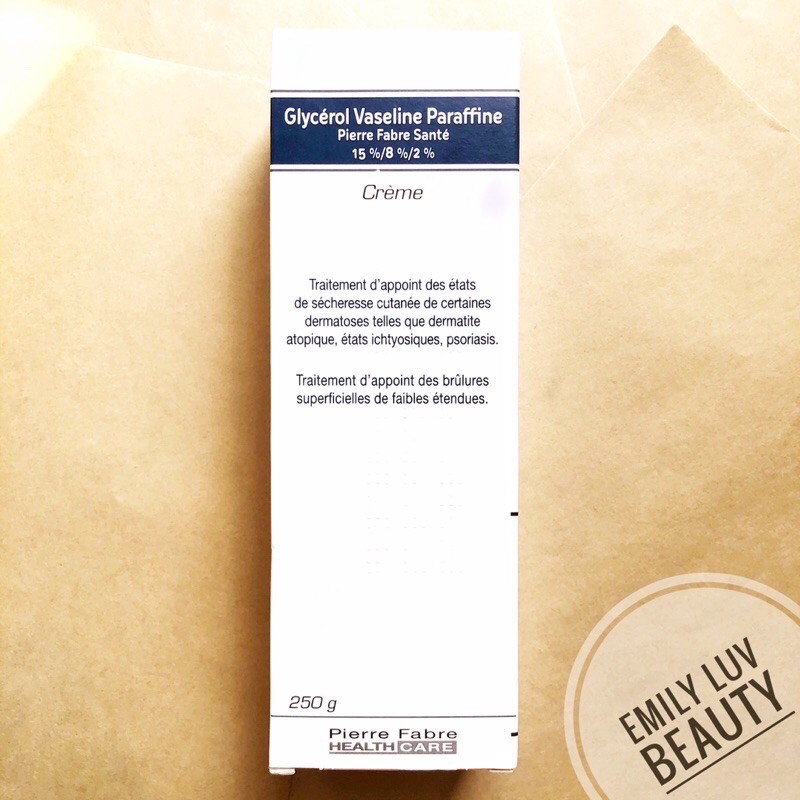 Glycérol Vaseline Paraffine
Pierre Fabre Santé
15 %/8 %/2 %
Crème
Traitement d'appoint des états
de sécheresse cutanée de certaines
dermatoses telles que dermatite
atopique, états ichtyosiques, psoriasis.
Traitement d'appoint des brûlures
superficielles de faibles étendues.
250 g
Pierre Fabre
HEALTH CARE
EMILY LUV
BEAUTY